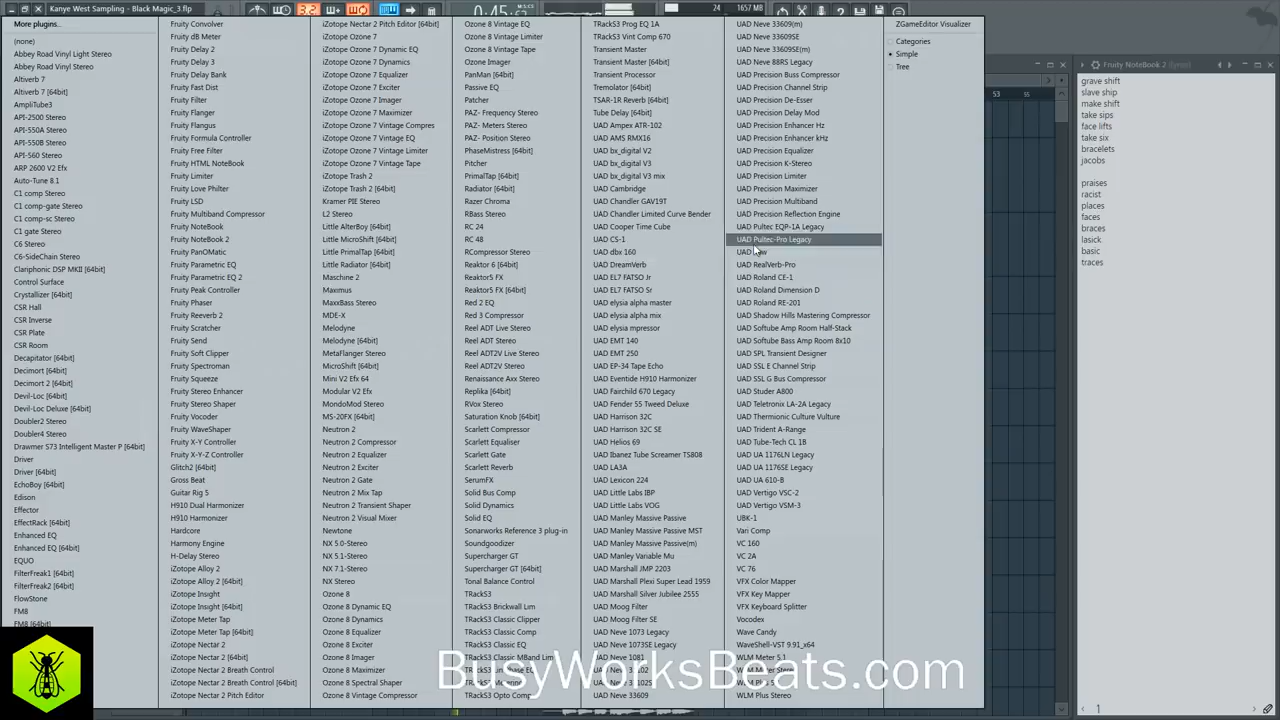 Kanye West Sampling - Black Magic_3.flp
3.2
0:45
24
1657 MB
More plugins..
(none)
Abbey Road Vinyl Light Stereo
Abbey Road Vinyl Stereo
Altiverb 7
Altiverb 7 [64bit]
AmpliTube3
API-2500 Stereo
API-550A Stereo
API-550B Stereo
API-560 Stereo
ARP 2600 V2 Efx
Auto-Tune 8.1
C1 comp Stereo
C1 comp-gate Stereo
C1 comp-sc Stereo
C1 gate Stereo
C6 Stereo
C6-SideChain Stereo
Clariphonic DSP MKII [64bit]
Control Surface
Crystallizer [64bit]
CSR Hall
CSR Inverse
CSR Plate
CSR Room
Decapitator [64bit]
Decimort [64bit]
Decimort 2 [64bit]
Devil-Loc [64bit]
Devil-Loc Deluxe [64bit]
Doubler2 Stereo
Doubler4 Stereo
Drawmer S73 Intelligent Master P [64bit]
Driver
Driver [64bit]
EchoBoy [64bit]
Edison
Effector
EffectRack [64bit]
Enhanced EQ
Enhanced EQ [64bit]
EQUO
FilterFreak1 [64bit]
FilterFreak2 [64bit]
FlowStone
FM8
FM8 [64bit]
Fruity Convolver
Fruity dB Meter
Fruity Delay 2
Fruity Delay 3
Fruity Delay Bank
Fruity Fast Dist
Fruity Filter
Fruity Flanger
Fruity Flangus
Fruity Formula Controller
Fruity Free Filter
Fruity HTML NoteBook
Fruity Limiter
Fruity Love Philter
Fruity LSD
Fruity Multiband Compressor
Fruity NoteBook
Fruity NoteBook 2
Fruity PanOMatic
Fruity Parametric EQ
Fruity Parametric EQ 2
Fruity Peak Controller
Fruity Phaser
Fruity Reeverb 2
Fruity Scratcher
Fruity Send
Fruity Soft Clipper
Fruity Spectroman
Fruity Squeeze
Fruity Stereo Enhancer
Fruity Stereo Shaper
Fruity Vocoder
Fruity WaveShaper
Fruity X-Y Controller
Fruity X-Y-Z Controller
Glitch2 [64bit]
Gross Beat
Guitar Rig 5
H910 Dual Harmonizer
H910 Harmonizer
Hardcore
Harmony Engine
H-Delay Stereo
iZotope Alloy 2
iZotope Alloy 2 [64bit]
iZotope Insight
iZotope Insight [64bit]
iZotope Meter Tap
iZotope Meter Tap [64bit]
iZotope Nectar 2
iZotope Nectar 2 [64bit]
iZotope Nectar 2 Breath Control
iZotope Nectar 2 Breath Control [64bit]
iZotope Nectar 2 Pitch Editor
iZotope Nectar 2 Pitch Editor [64bit]
iZotope Ozone 7
iZotope Ozone 7 Dynamic EQ
iZotope Ozone 7 Dynamics
iZotope Ozone 7 Equalizer
iZotope Ozone 7 Exciter
iZotope Ozone 7 Imager
iZotope Ozone 7 Maximizer
iZotope Ozone 7 Vintage Compres
iZotope Ozone 7 Vintage EQ
iZotope Ozone 7 Vintage Limiter
iZotope Ozone 7 Vintage Tape
iZotope Trash 2
iZotope Trash 2 [64bit]
Kramer PIE Stereo
L2 Stereo
Little AlterBoy [64bit]
Little MicroShift [64bit]
Little PrimalTap [64bit]
Little Radiator [64bit]
Maschine 2
Maximus
MaxxBass Stereo
MDE-X
Melodyne
Melodyne [64bit]
MetaFlanger Stereo
MicroShift [64bit]
Mini V2 Efx 64
Modular V2 Efx
MondoMod Stereo
MS-20FX [64bit]
Neutron 2
Neutron 2 Compressor
Neutron 2 Equalizer
Neutron 2 Exciter
Neutron 2 Gate
Neutron 2 Mix Tap
Neutron 2 Transient Shaper
Neutron 2 Visual Mixer
Newtone
NX 5.0-Stereo
NX 5.1-Stereo
NX 7.1-Stereo
NX Stereo
Ozone 8
Ozone 8 Dynamic EQ
Ozone 8 Dynamics
Ozone 8 Equalizer
Ozone 8 Exciter
Ozone 8 Imager
Ozone 8 Maximizer
Ozone 8 Spectral Shaper
Ozone 8 Vintage Compressor
Ozone 8 Vintage EQ
Ozone 8 Vintage Limiter
Ozone 8 Vintage Tape
Ozone Imager
PanMan [64bit]
Passive EQ
Patcher
PAZ- Frequency Stereo
PAZ- Meters Stereo
PAZ- Position Stereo
PhaseMistress [64bit]
Pitcher
PrimalTap [64bit]
Radiator [64bit]
Razer Chroma
RBass Stereo
RC 24
RC 48
RCompressor Stereo
Reaktor 6 [64bit]
Reaktor5 FX
Reaktor5 FX [64bit]
Red 2 EQ
Red 3 Compressor
Reel ADT Live Stereo
Reel ADT Stereo
Reel ADT2V Live Stereo
Reel ADT2V Stereo
Renaissance Axx Stereo
Replika [64bit]
RVox Stereo
Saturation Knob [64bit]
Scarlett Compressor
Scarlett Equaliser
Scarlett Gate
Scarlett Reverb
SerumFX
Solid Bus Comp
Solid Dynamics
Solid EQ
Sonarworks Reference 3 plug-in
Soundgoodizer
Supercharger GT
Supercharger GT [64bit]
Tonal Balance Control
TRackS3
TRackS3 Brickwall Lim
TRackS3 Classic Clipper
TRackS3 Classic Comp
TRackS3 Classic EQ
TRackS3 Classic MBand Lim
TRackS3 Opto Comp
TRackS3 Prog EQ 1A
TRackS3 Vint Comp 670
Transient Master
Transient Master [64bit]
Transient Processor
Tremolator [64bit]
TSAR-1R Reverb [64bit]
Tube Delay [64bit]
UAD Ampex ATR-102
UAD AMS RMX16
UAD bx_digital V2
UAD bx_digital V3
UAD bx_digital V3 mix
UAD Cambridge
UAD Chandler GAV19T
UAD Chandler Limited Curve Bender
UAD Cooper Time Cube
UAD CS-1
UAD dbx 160
UAD DreamVerb
UAD EL7 FATSO Jr
UAD EL7 FATSO Sr
UAD elysia alpha master
UAD elysia alpha mix
UAD elysia mpressor
UAD EMT 140
UAD EMT 250
UAD EP-34 Tape Echo
UAD Eventide H910 Harmonizer
UAD Fairchild 670 Legacy
UAD Fender 55 Tweed Deluxe
UAD Harrison 32C
UAD Harrison 32C SE
UAD Helios 69
UAD Ibanez Tube Screamer TS808
UAD LA3A
UAD Lexicon 224
UAD Little Labs IBP
UAD Little Labs VOG
UAD Manley Massive Passive
UAD Manley Massive Passive MST
UAD Manley Massive Passive(m)
UAD Manley Variable Mu
UAD Marshall JMP 2203
UAD Marshall Plexi Super Lead 1959
UAD Marshall Silver Jubilee 2555
UAD Moog Filter
UAD Moog Filter SE
UAD Neve 1073 Legacy
UAD Neve 1073SE Legacy
UAD Neve 1081
UAD Neve 33609
UAD Neve 33609(m)
UAD Neve 33609SE
UAD Neve 33609SE(m)
UAD Neve 88RS Legacy
UAD Precision Buss Compressor
UAD Precision Channel Strip
UAD Precision De-Esser
UAD Precision Delay Mod
UAD Precision Enhancer Hz
UAD Precision Enhancer kHz
UAD Precision Equalizer
UAD Precision K-Stereo
UAD Precision Limiter
UAD Precision Maximizer
UAD Precision Multiband
UAD Precision Reflection Engine
UAD Pultec EQP-1A Legacy
UAD Pultec-Pro Legacy
UAD
UAD RealVerb-Pro
UAD Roland CE-1
UAD Roland Dimension D
UAD Roland RE-201
UAD Shadow Hills Mastering Compressor
UAD Softube Amp Room Half-Stack
UAD Softube Bass Amp Room 8x10
UAD SPL Transient Designer
UAD SSL E Channel Strip
UAD SSL G Bus Compressor
UAD Studer A800
UAD Teletronix LA-2A Legacy
UAD Thermionic Culture Vulture
UAD Trident A-Range
UAD Tube-Tech CL 1B
UAD UA 1176LN Legacy
UAD UA 1176SE Legacy
UAD UA 610-B
UAD Vertigo VSC-2
UAD Vertigo VSM-3
UBK-1
Vari Comp
VC 160
VC 2A
VC 76
VFX Color Mapper
VFX Key Mapper
VFX Keyboard Splitter
Vocodex
Wave Candy
WaveShell-VST 9.91_x64
WLM Meter 5.1
WLM Meter Stereo
WLM Plus
WLM Plus Stereo
ZGameEditor Visualizer
Categories
Simple
Tree
53
55
Fruity NoteBook 2
grave shift
slave ship
make shift
take sips
face lifts
take six
bracelets
jacobs
praises
racist
places
faces
braces
lasick
basic
traces
1
BusyWorksBeats.com